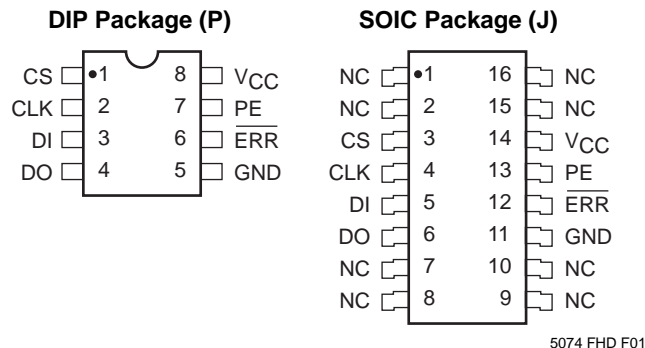 DIP Package (P)
CS 1 8 VCC
CLK 2 7 PE
DI 3 6 ERR
DO 4 5 GND
SOIC Package (J)
NC 1 16 NC
NC 2 15 NC
CS 3 14 VCC
CLK 4 13 PE
DI 5 12 ERR
DO 6 11 GND
NC 7 10 NC
NC 8 9 NC
5074 FHD F01